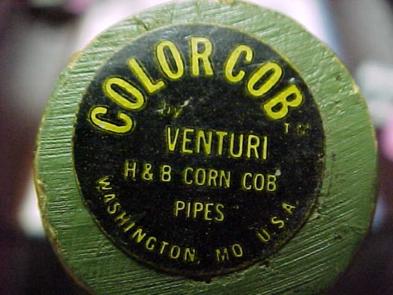 COLOR COB TM
by
VENTURI
H & B CORN COB
PIPES
WASHINGTON, MO U.S.A.